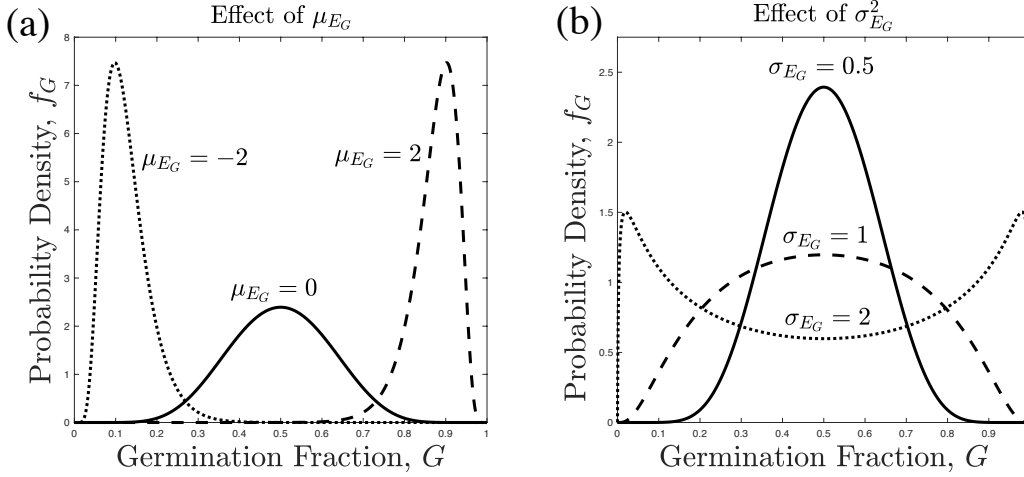 (a)
Effect of μ_{E_G}
Probability Density, f_G
8
7
6
5
4
3
2
1
0
μ_{E_G} = −2
μ_{E_G} = 2
μ_{E_G} = 0
0 0.1 0.2 0.3 0.4 0.5 0.6 0.7 0.8 0.9 1
Germination Fraction, G
(b)
Effect of σ²_{E_G}
Probability Density, f_G
2.5
2
1.5
1
0.5
0
σ_{E_G} = 0.5
σ_{E_G} = 1
σ_{E_G} = 2
0 0.1 0.2 0.3 0.4 0.5 0.6 0.7 0.8 0.9
Germination Fraction, G